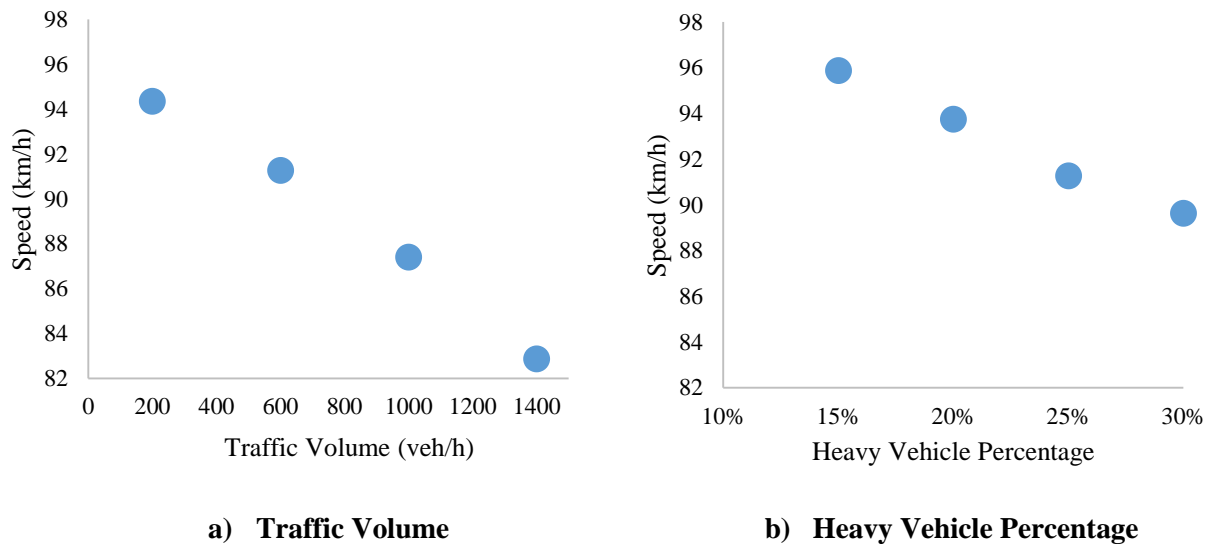 98
96
94
92
90
88
86
84
82
Speed (km/h)
0 200 400 600 800 1000 1200 1400
Traffic Volume (veh/h)
a) Traffic Volume
98
96
94
92
90
88
86
84
82
Speed (km/h)
10% 15% 20% 25% 30%
Heavy Vehicle Percentage
b) Heavy Vehicle Percentage